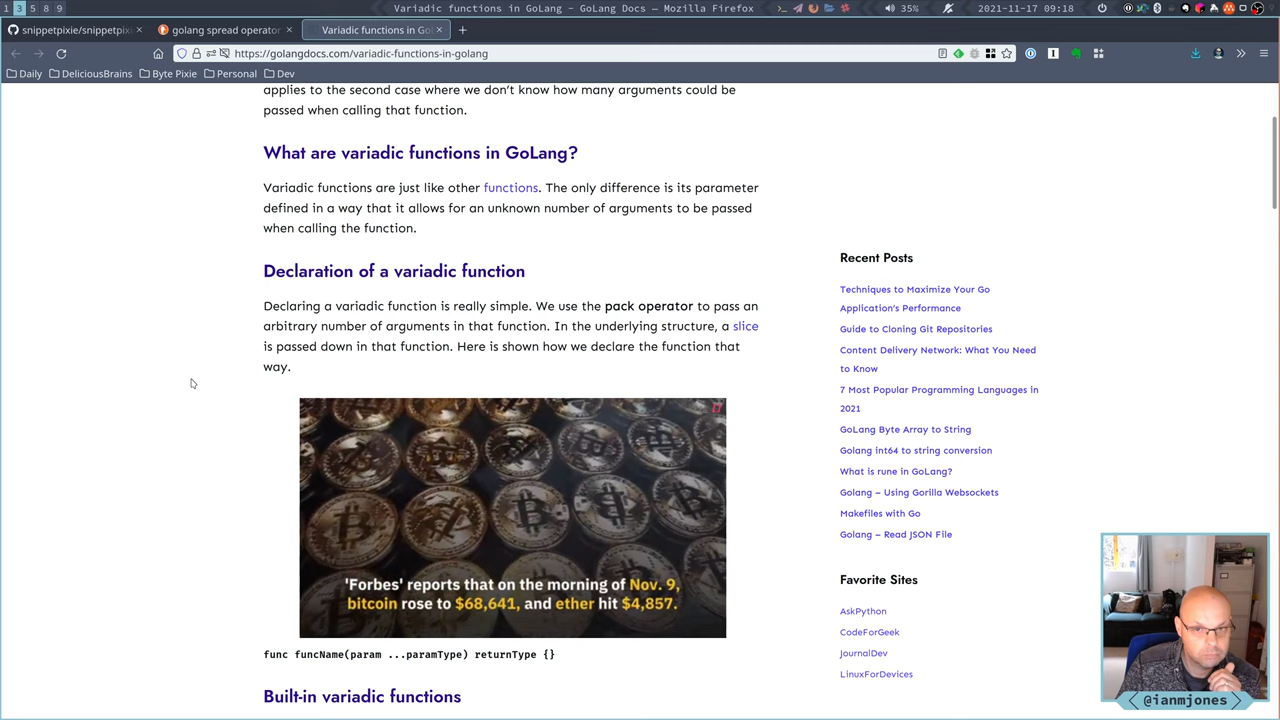 1 3 5 8 9
Variadic functions in GoLang - GoLang Docs — Mozilla Firefox
35%
2021-11-17 09:18
snippetpixie/snippetpix
golang spread operator
Variadic functions in Go
https://golangdocs.com/variadic-functions-in-golang
Daily DeliciousBrains Byte Pixie Personal Dev
applies to the second case where we don't know how many arguments could be
passed when calling that function.
What are variadic functions in GoLang?
Variadic functions are just like other functions. The only difference is its parameter
defined in a way that it allows for an unknown number of arguments to be passed
when calling the function.
Declaration of a variadic function
Declaring a variadic function is really simple. We use the pack operator to pass an
arbitrary number of arguments in that function. In the underlying structure, a slice
is passed down in that function. Here is shown how we declare the function that
way.
'Forbes' reports that on the morning of Nov. 9,
bitcoin rose to $68,641, and ether hit $4,857.
func funcName(param ...paramType) returnType {}
Built-in variadic functions
Recent Posts
Techniques to Maximize Your Go
Application's Performance
Guide to Cloning Git Repositories
Content Delivery Network: What You Need
to Know
7 Most Popular Programming Languages in
2021
GoLang Byte Array to String
Golang int64 to string conversion
What is rune in GoLang?
Golang – Using Gorilla Websockets
Makefiles with Go
Golang – Read JSON File
Favorite Sites
AskPython
CodeForGeek
JournalDev
LinuxForDevices
@ianmjones